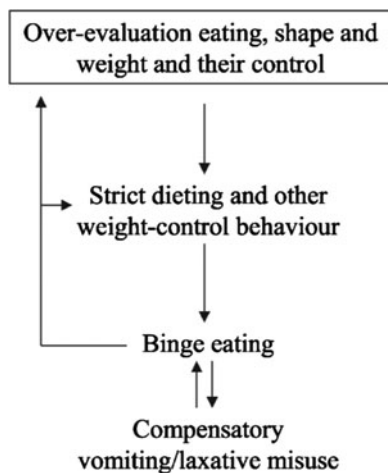 Over-evaluation eating, shape and
weight and their control
Strict dieting and other
weight-control behaviour
Binge eating
Compensatory
vomiting/laxative misuse